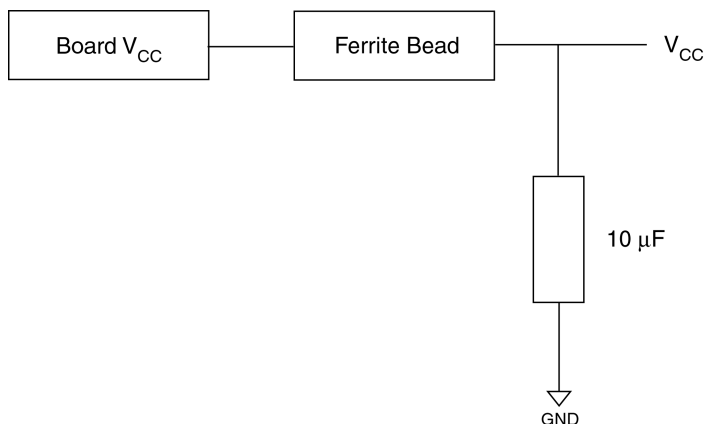 Board VCC
Ferrite Bead
VCC
10 μF
GND